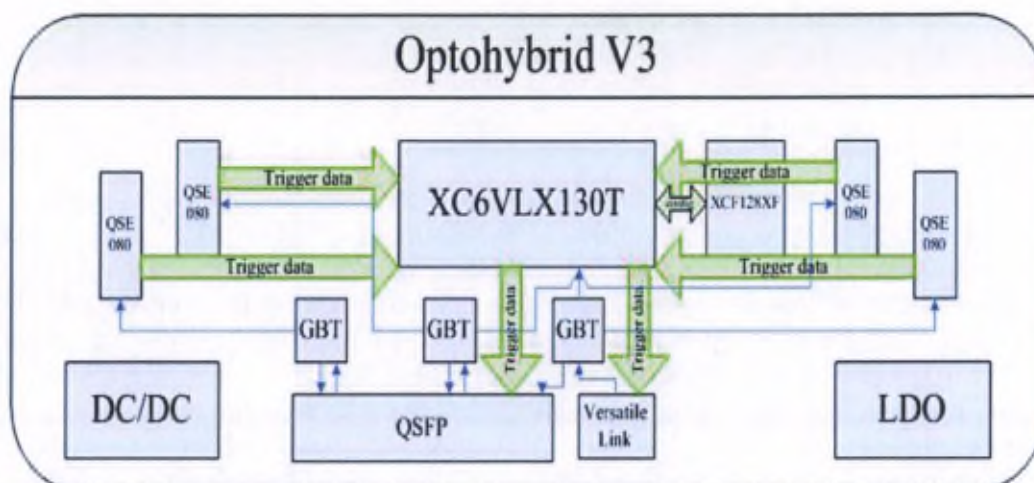 Optohybrid V3
QSE
080
QSE
080
Trigger data
Trigger data
XC6VLX130T
Trigger data
XCF128XF
QSE
080
QSE
080
Trigger data
GBT
GBT
GBT
Trigger data
Trigger data
DC/DC
QSFP
Versatile
Link
LDO